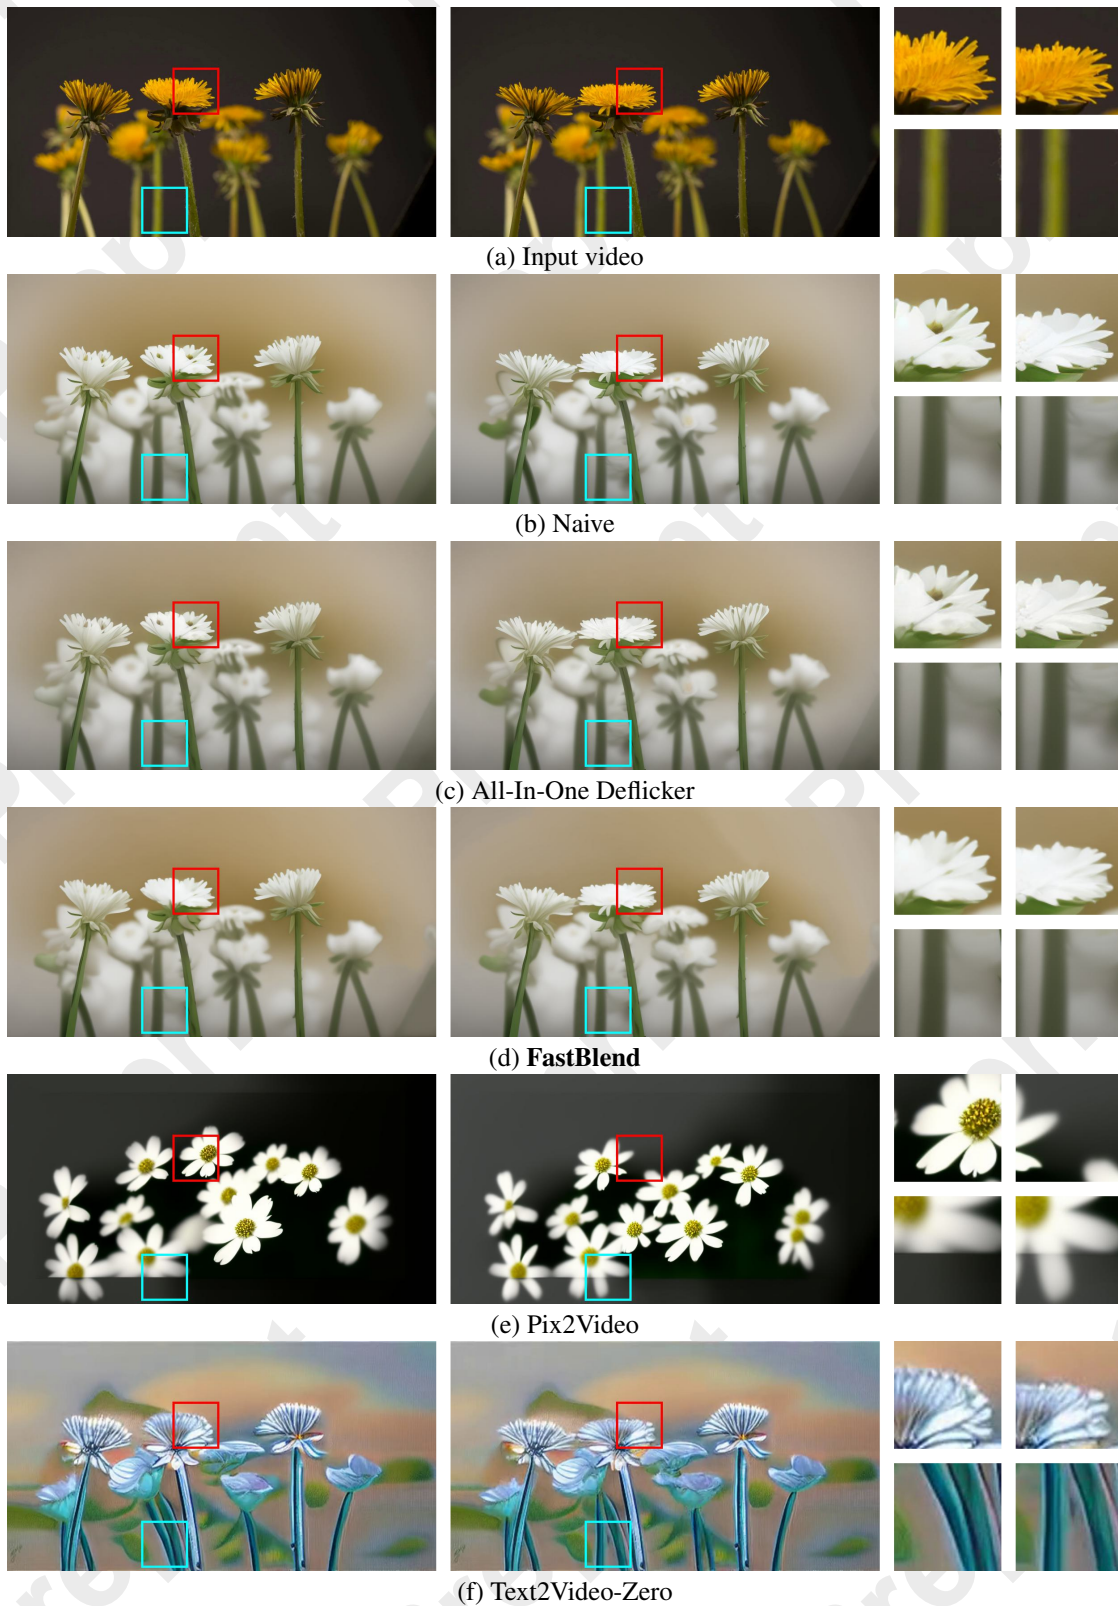 (a) Input video
(b) Naive
(c) All-In-One Deflicker
(d) FastBlend
(e) Pix2Video
(f) Text2Video-Zero